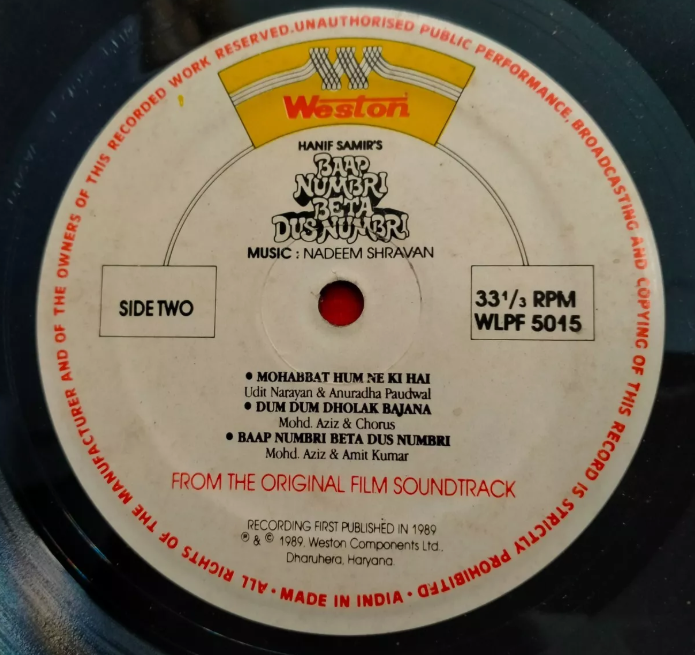 ALL RIGHTS OF THE MANUFACTURER AND OF THE OWNERS OF THIS RECORDED WORK RESERVED.UNAUTHORISED PUBLIC PERFORMANCE, BROADCASTING AND COPYING OF THIS RECORD IS STRICTLY PROHIBITED • MADE IN INDIA •
W
Weston
HANIF SAMIR'S
BAAP
NUMBRI
BETA
DUS NUMBRI
MUSIC : NADEEM SHRAVAN
SIDE TWO
33 1/3 RPM
WLPF 5015
• MOHABBAT HUM NE KI HAI
Udit Narayan & Anuradha Paudwal
• DUM DUM DHOLAK BAJANA
Mohd. Aziz & Chorus
• BAAP NUMBRI BETA DUS NUMBRI
Mohd. Aziz & Amit Kumar
FROM THE ORIGINAL FILM SOUNDTRACK
RECORDING FIRST PUBLISHED IN 1989
℗ & © 1989. Weston Components Ltd.,
Dharuhera, Haryana.